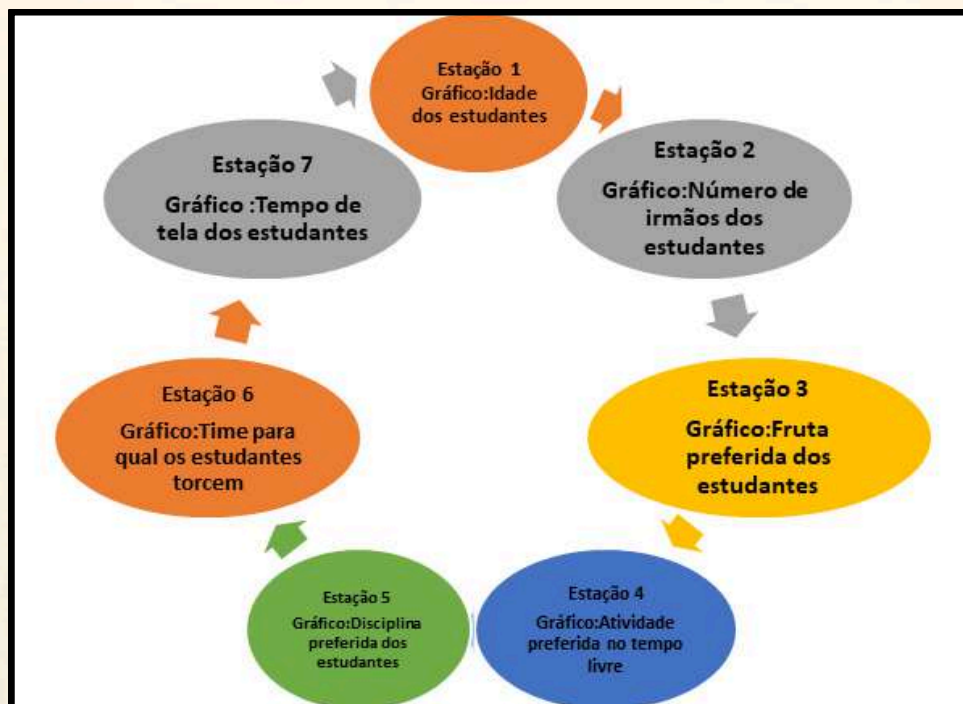 Estação 1
Gráfico:Idade
dos estudantes
Estação 2
Gráfico:Número de
irmãos dos
estudantes
Estação 3
Gráfico:Fruta
preferida dos
estudantes
Estação 4
Gráfico:Atividade
preferida no tempo
livre
Estação 5
Gráfico:Disciplina
preferida dos
estudantes
Estação 6
Gráfico:Time para
qual os estudantes
torcem
Estação 7
Gráfico :Tempo de
tela dos estudantes